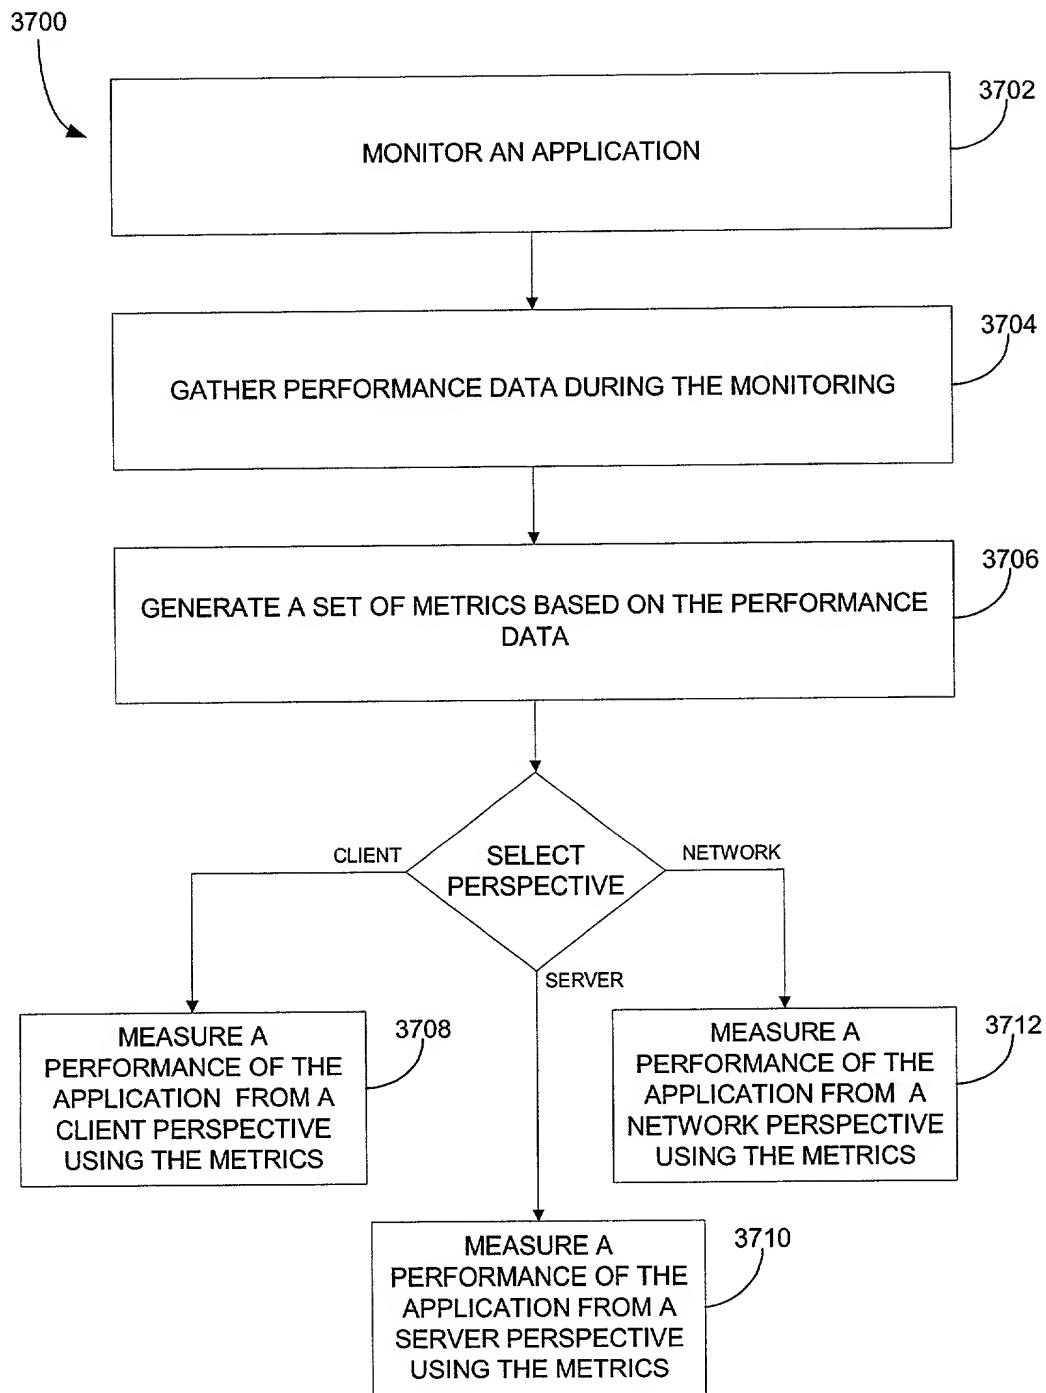 3700
3702
MONITOR AN APPLICATION
3704
GATHER PERFORMANCE DATA DURING THE MONITORING
3706
GENERATE A SET OF METRICS BASED ON THE PERFORMANCE
DATA
CLIENT
SELECT
PERSPECTIVE
NETWORK
SERVER
3708
MEASURE A
PERFORMANCE OF THE
APPLICATION FROM A
CLIENT PERSPECTIVE
USING THE METRICS
3712
MEASURE A
PERFORMANCE OF THE
APPLICATION FROM A
NETWORK PERSPECTIVE
USING THE METRICS
3710
MEASURE A
PERFORMANCE OF THE
APPLICATION FROM A
SERVER PERSPECTIVE
USING THE METRICS